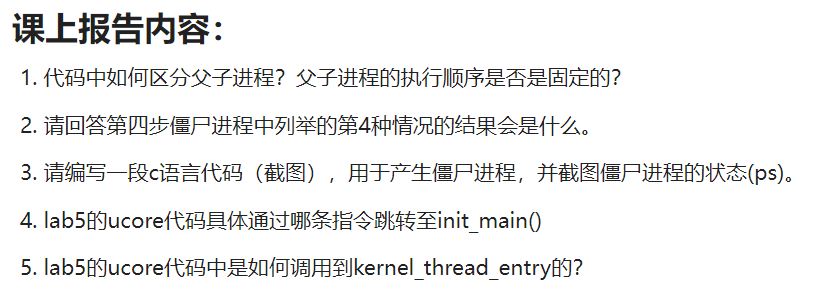 课上报告内容：
1. 代码中如何区分父子进程？父子进程的执行顺序是否是固定的？
2. 请回答第四步僵尸进程中列举的第4种情况的结果会是什么。
3. 请编写一段c语言代码（截图），用于产生僵尸进程，并截图僵尸进程的状态(ps)。
4. lab5的ucore代码具体通过哪条指令跳转至init_main()
5. lab5的ucore代码中是如何调用到kernel_thread_entry的？